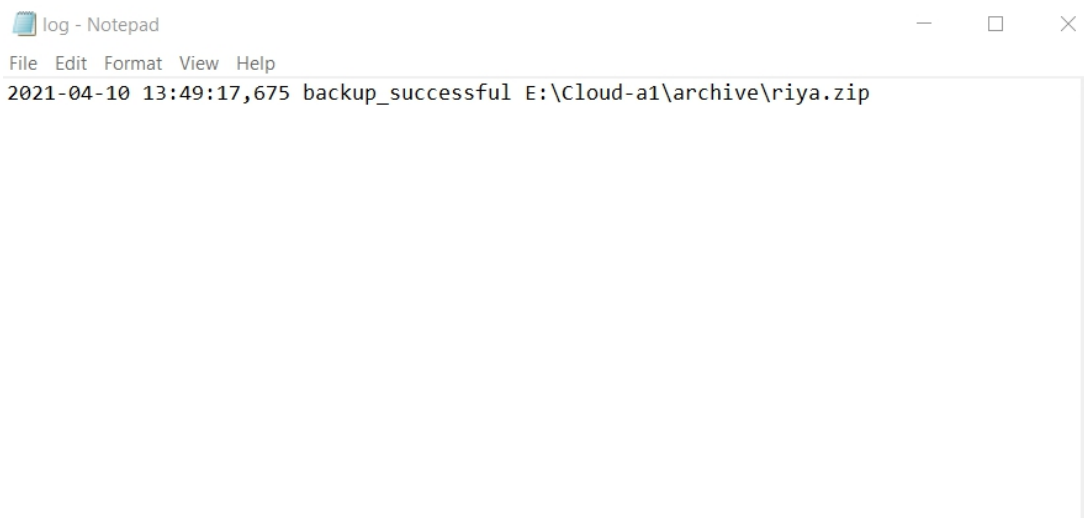 log - Notepad
File Edit Format View Help
2021-04-10 13:49:17,675 backup_successful E:\Cloud-a1\archive\riya.zip